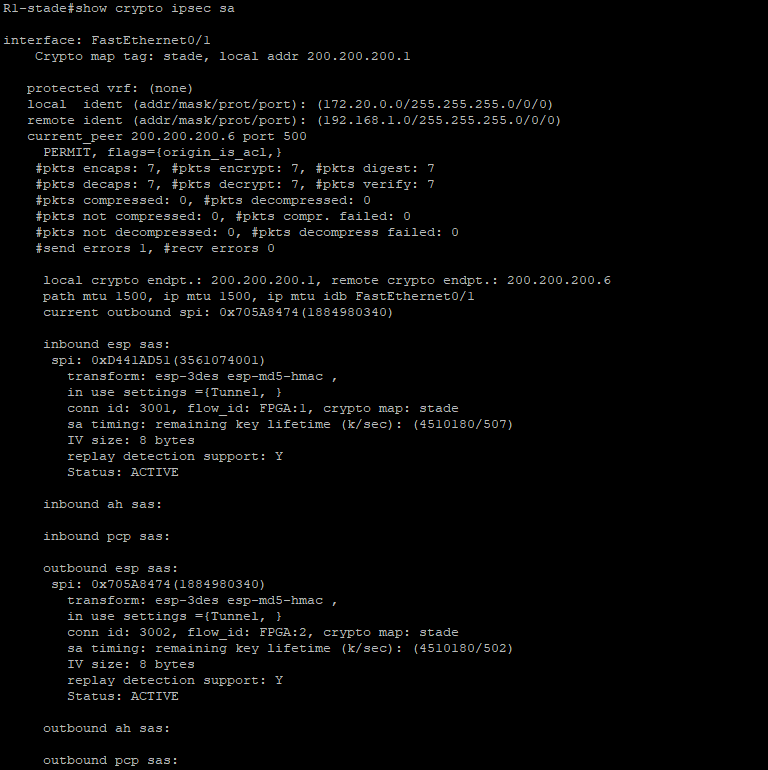 R1-stade#show crypto ipsec sa
interface: FastEthernet0/1
Crypto map tag: stade, local addr 200.200.200.1
protected vrf: (none)
local  ident (addr/mask/prot/port): (172.20.0.0/255.255.255.0/0/0)
remote ident (addr/mask/prot/port): (192.168.1.0/255.255.255.0/0/0)
current_peer 200.200.200.6 port 500
PERMIT, flags={origin_is_acl,}
#pkts encaps: 7, #pkts encrypt: 7, #pkts digest: 7
#pkts decaps: 7, #pkts decrypt: 7, #pkts verify: 7
#pkts compressed: 0, #pkts decompressed: 0
#pkts not compressed: 0, #pkts compr. failed: 0
#pkts not decompressed: 0, #pkts decompress failed: 0
#send errors 1, #recv errors 0
local crypto endpt.: 200.200.200.1, remote crypto endpt.: 200.200.200.6
path mtu 1500, ip mtu 1500, ip mtu idb FastEthernet0/1
current outbound spi: 0x705A8474(1884980340)
inbound esp sas:
spi: 0xD441AD51(3561074001)
transform: esp-3des esp-md5-hmac ,
in use settings ={Tunnel, }
conn id: 3001, flow_id: FPGA:1, crypto map: stade
sa timing: remaining key lifetime (k/sec): (4510180/507)
IV size: 8 bytes
replay detection support: Y
Status: ACTIVE
inbound ah sas:
inbound pcp sas:
outbound esp sas:
spi: 0x705A8474(1884980340)
transform: esp-3des esp-md5-hmac ,
in use settings ={Tunnel, }
conn id: 3002, flow_id: FPGA:2, crypto map: stade
sa timing: remaining key lifetime (k/sec): (4510180/502)
IV size: 8 bytes
replay detection support: Y
Status: ACTIVE
outbound ah sas:
outbound pcp sas: